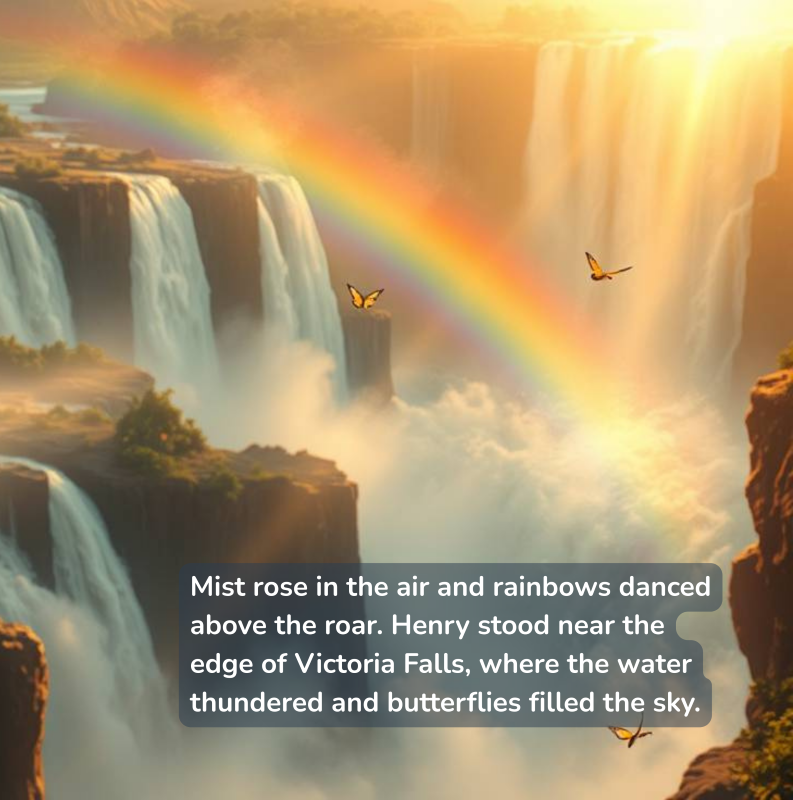 Mist rose in the air and rainbows danced
above the roar. Henry stood near the
edge of Victoria Falls, where the water
thundered and butterflies filled the sky.